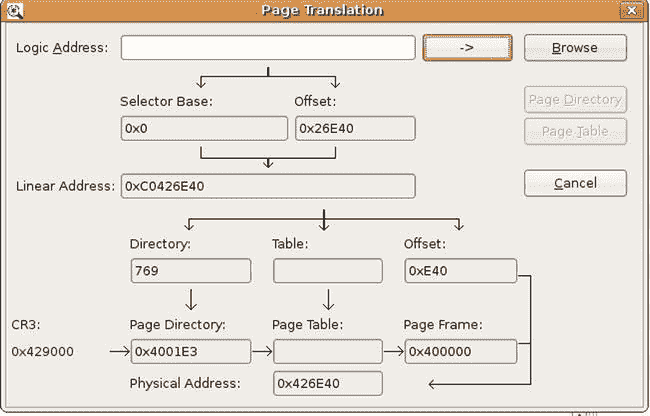 Page Translation
Logic Address: -> Browse
Selector Base: Offset: Page Directory
0x0 0x26E40 Page Table
Linear Address: 0xC0426E40 Cancel
Directory: Table: Offset:
769 0xE40
CR3: Page Directory: Page Table: Page Frame:
0x429000 0x4001E3 0x400000
Physical Address: 0x426E40